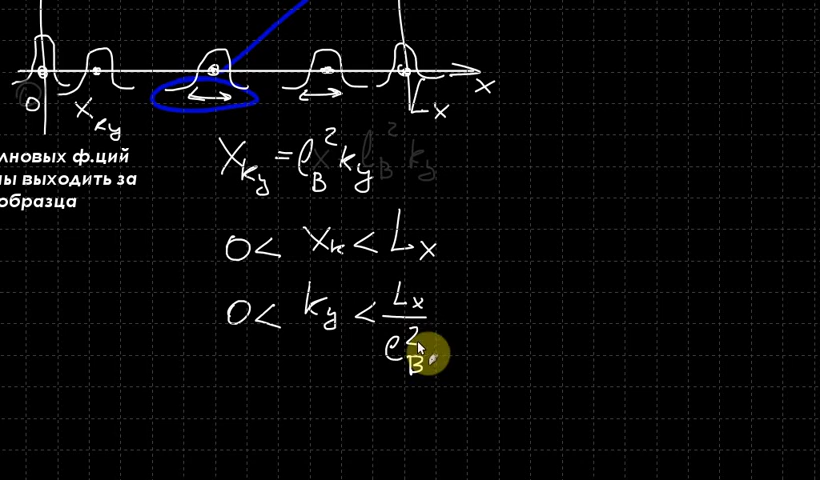 0 X_{k_y} L_x x
X_{k_y} = ℓ_B^2 k_y
лновых ф.ций
ны выходить за
образца
0 < x_k < L_x
0 < k_y < L_x / ℓ_B^2